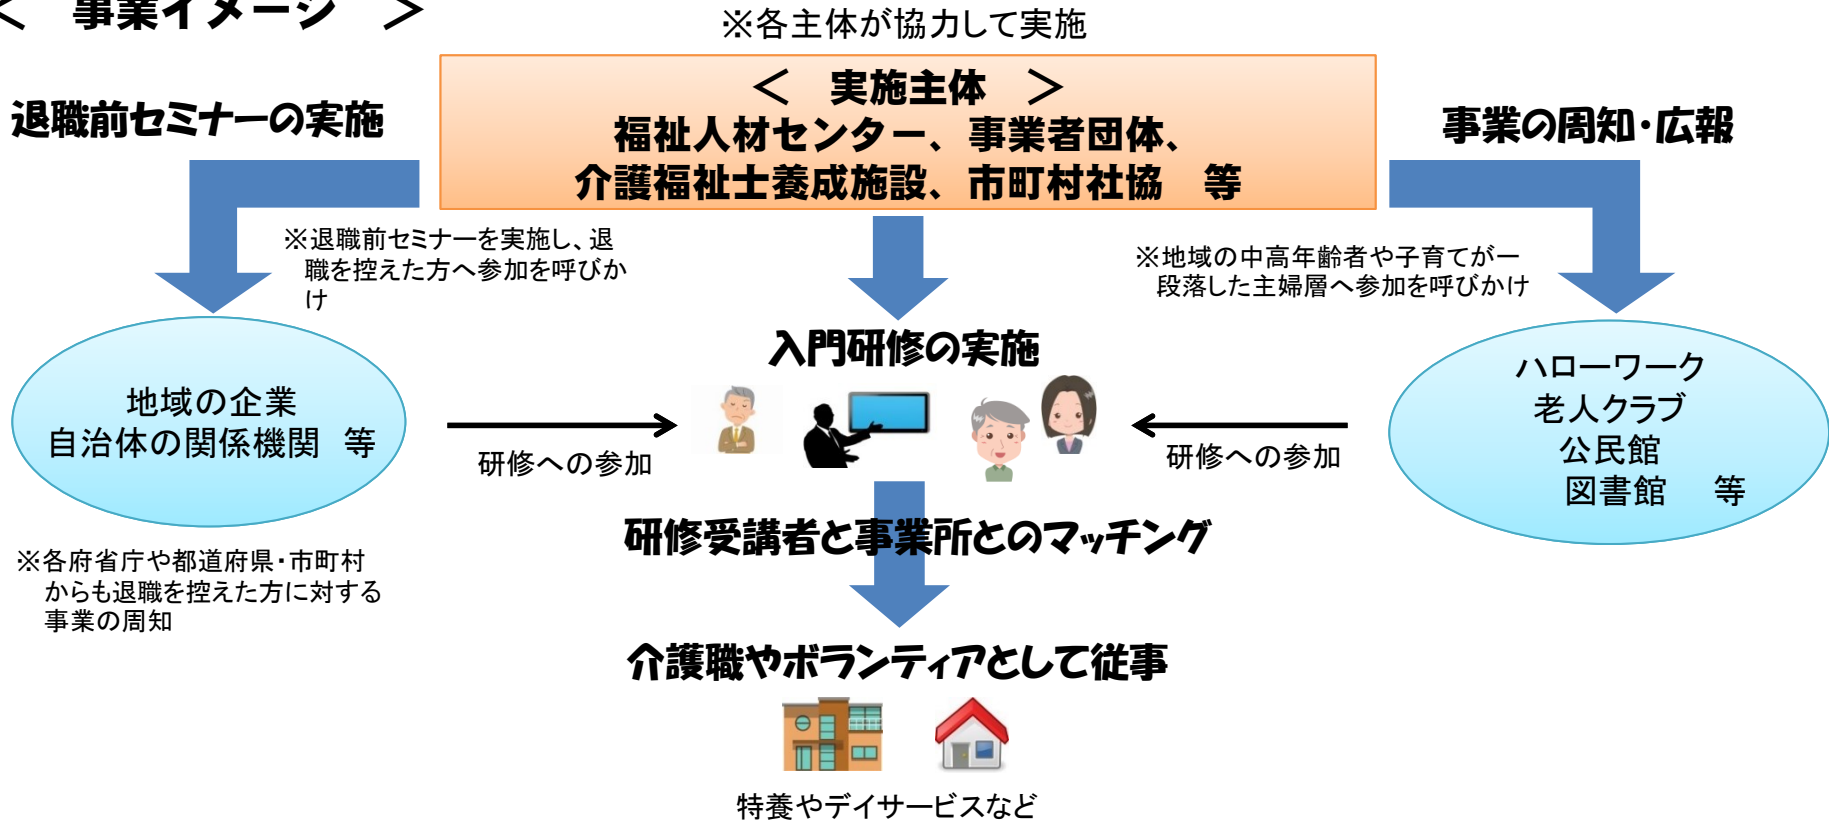 ＜　事業イメージ　＞
※各主体が協力して実施
＜　実施主体　＞
福祉人材センター、事業者団体、
介護福祉士養成施設、市町村社協　等
退職前セミナーの実施
事業の周知・広報
※退職前セミナーを実施し、退
職を控えた方へ参加を呼びか
け
※地域の中高年齢者や子育てが一
段落した主婦層へ参加を呼びかけ
入門研修の実施
地域の企業
自治体の関係機関　等
研修への参加
研修への参加
ハローワーク
老人クラブ
公民館
図書館　等
※各府省庁や都道府県・市町村
からも退職を控えた方に対する
事業の周知
研修受講者と事業所とのマッチング
介護職やボランティアとして従事
特養やデイサービスなど